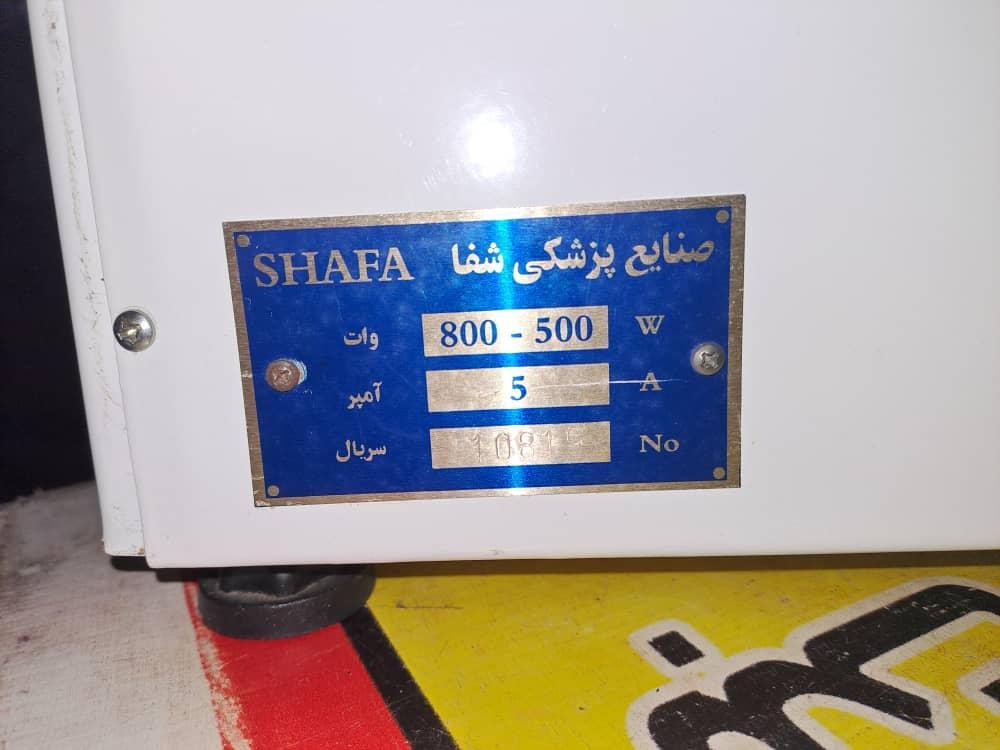 SHAFA صنایع پزشکی شفا
وات 800 - 500 W
آمپر 5 A
سریال No